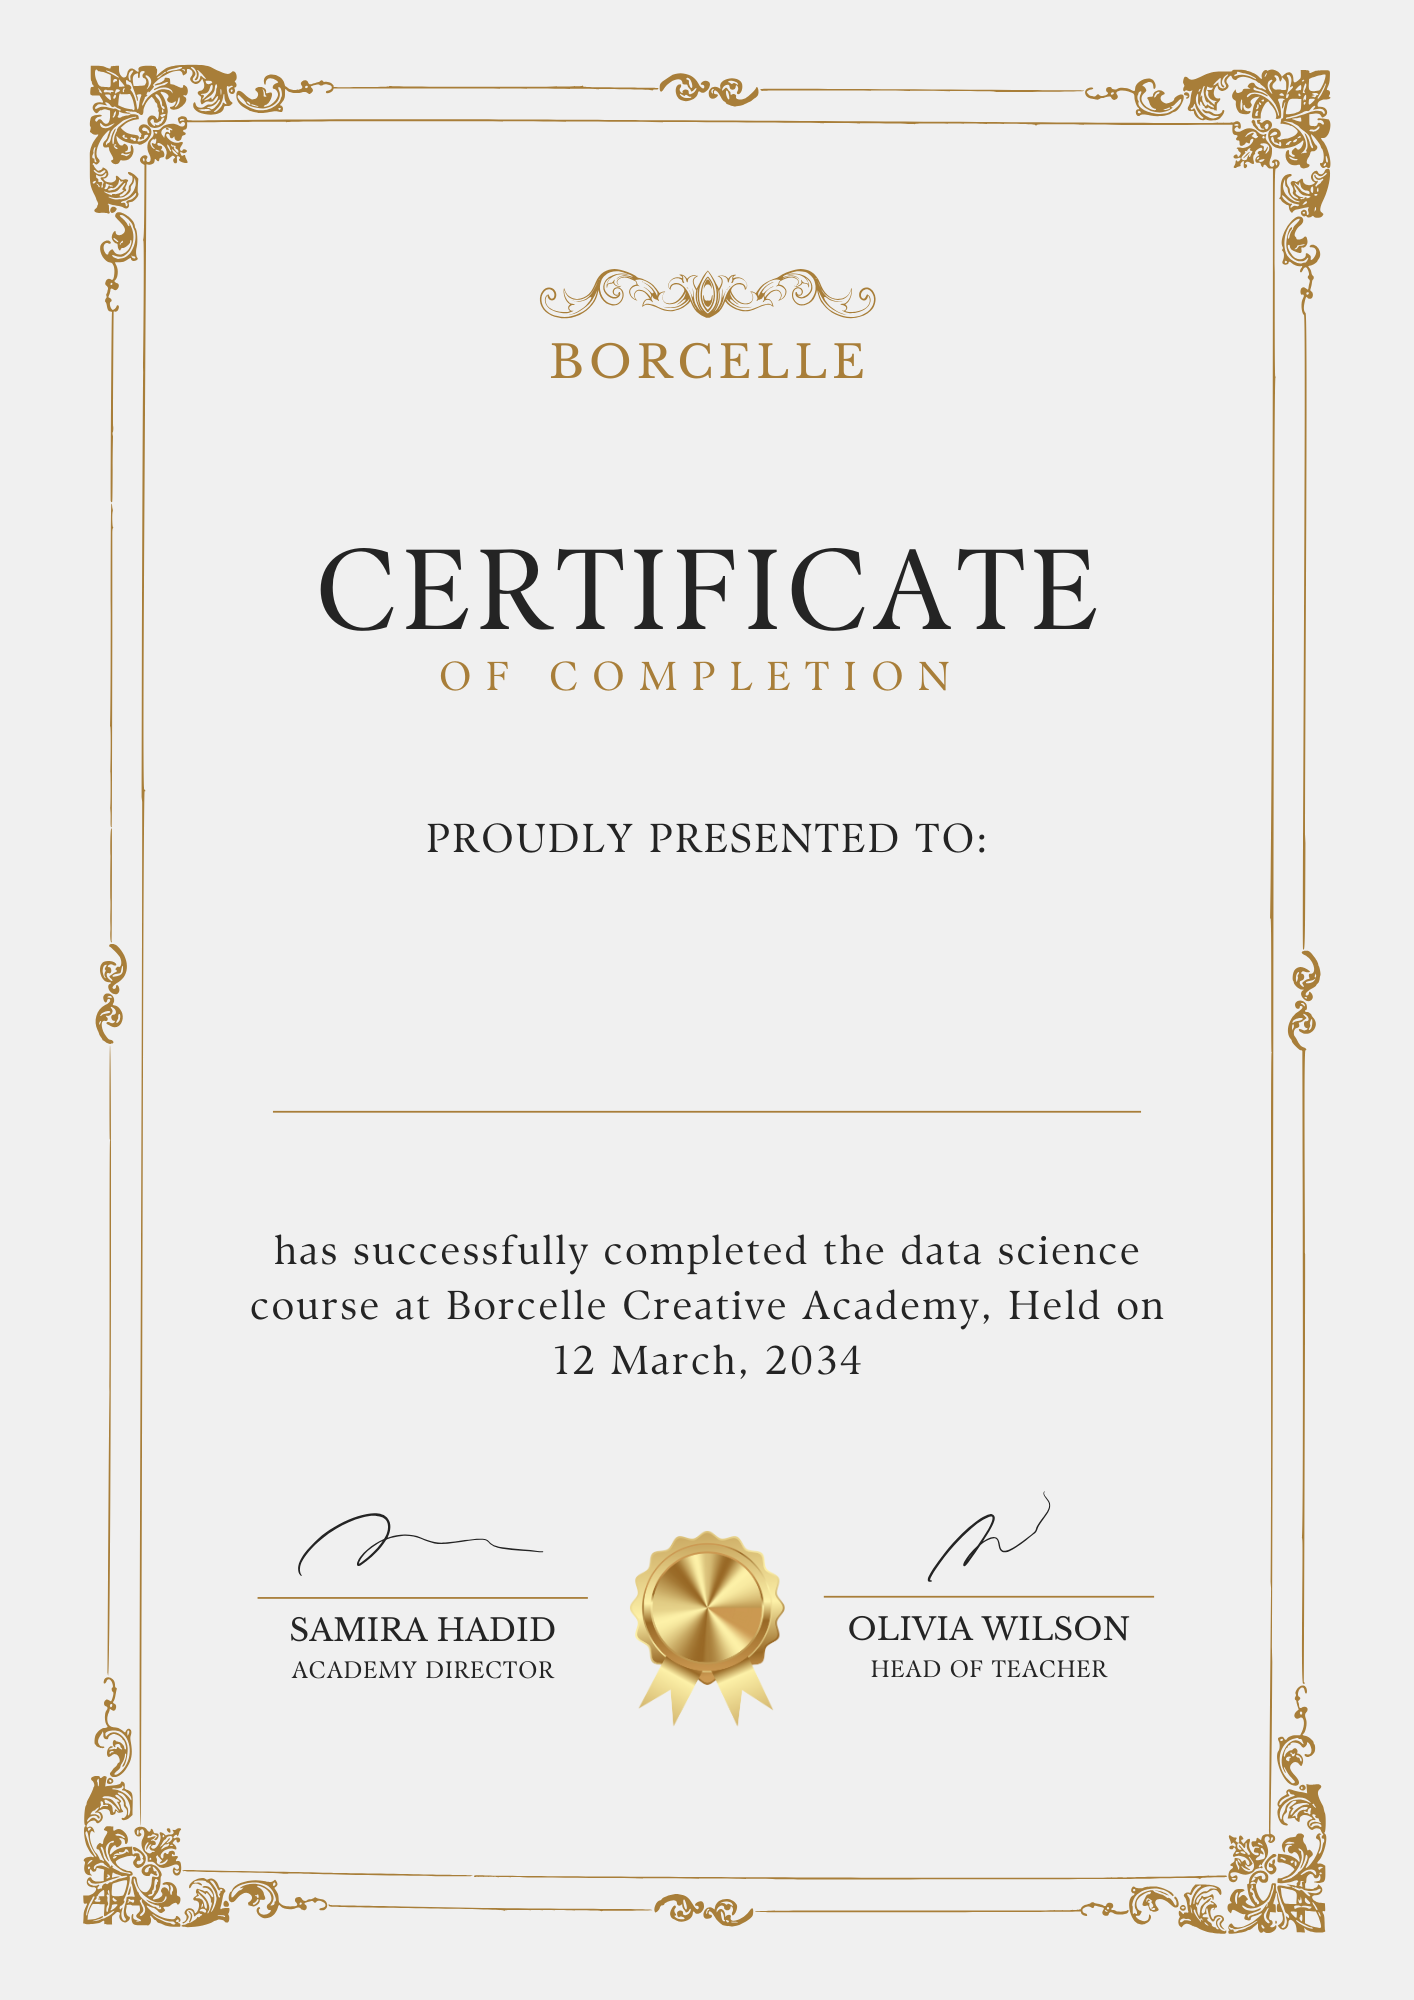 BORCELLE
CERTIFICATE
OF COMPLETION
PROUDLY PRESENTED TO:
has successfully completed the data science
course at Borcelle Creative Academy, Held on
12 March, 2034
SAMIRA HADID
ACADEMY DIRECTOR
OLIVIA WILSON
HEAD OF TEACHER